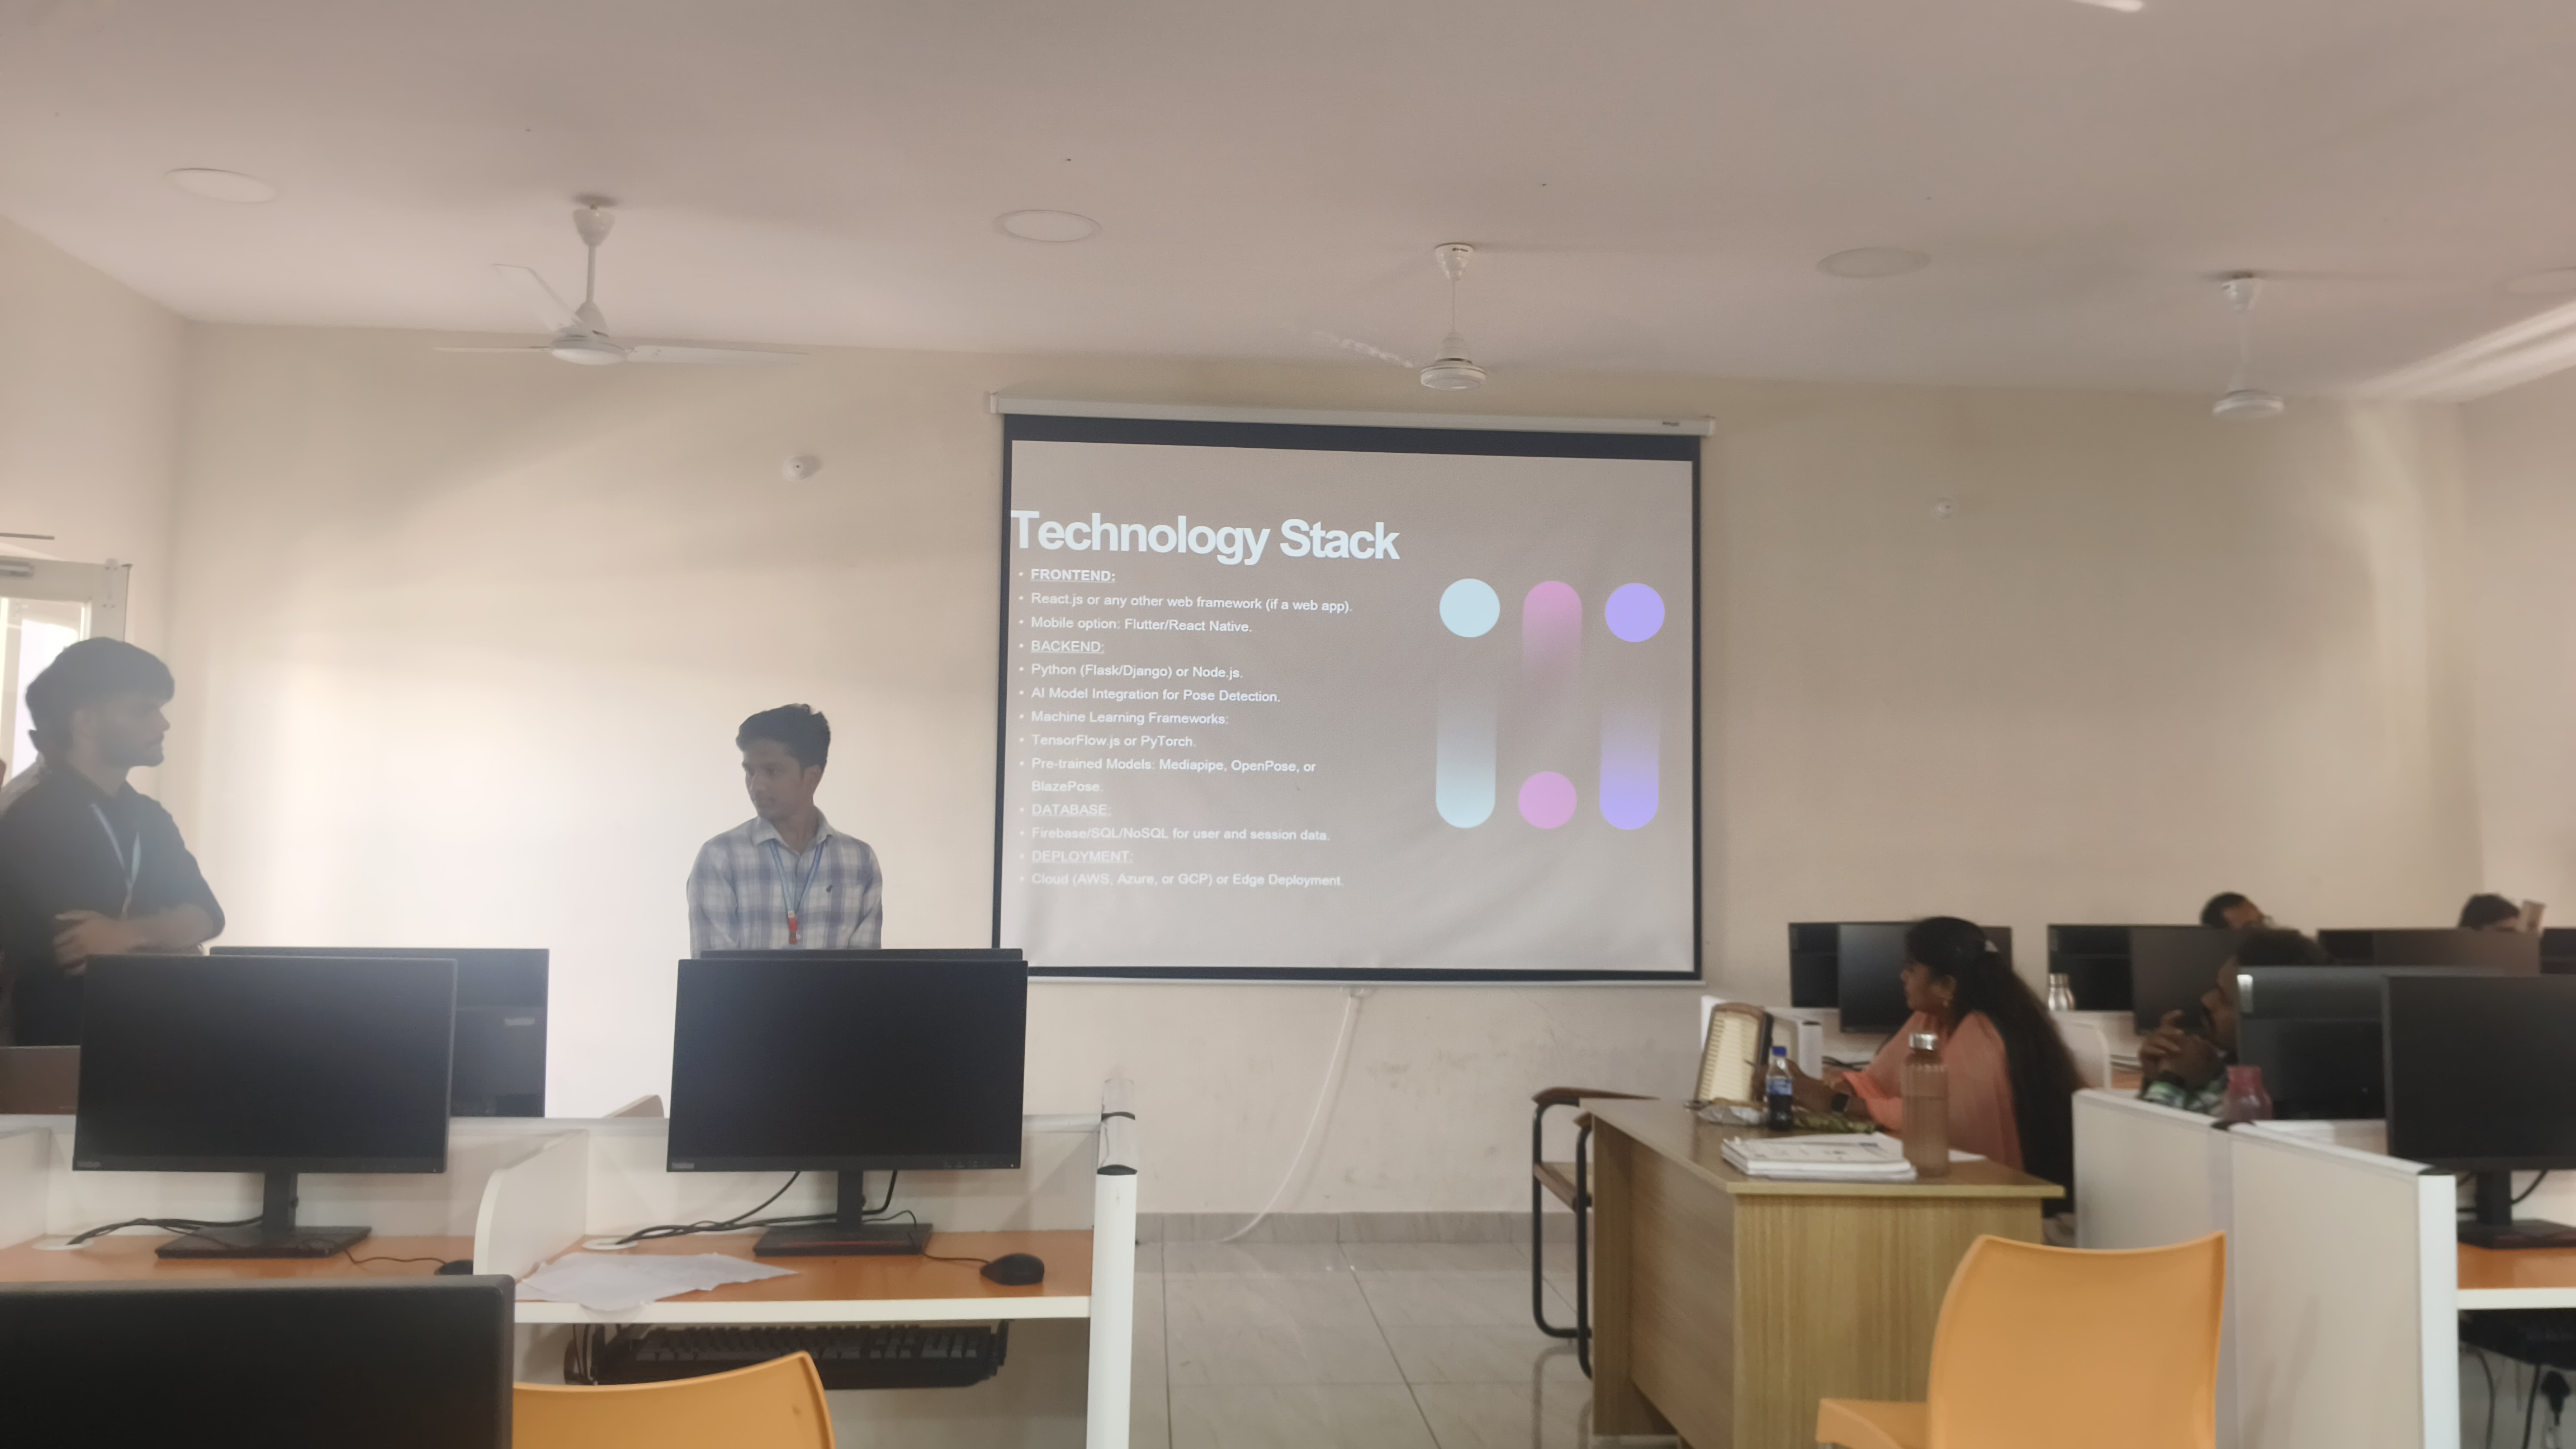 Technology Stack
• FRONTEND:
• React.js or any other web framework (if a web app).
• Mobile option: Flutter/React Native.
• BACKEND:
• Python (Flask/Django) or Node.js.
• AI Model Integration for Pose Detection.
• Machine Learning Frameworks:
• TensorFlow.js or PyTorch.
• Pre-trained Models: Mediapipe, OpenPose, or
BlazePose.
• DATABASE:
• Firebase/SQL/NoSQL for user and session data.
• DEPLOYMENT:
• Cloud (AWS, Azure, or GCP) or Edge Deployment.